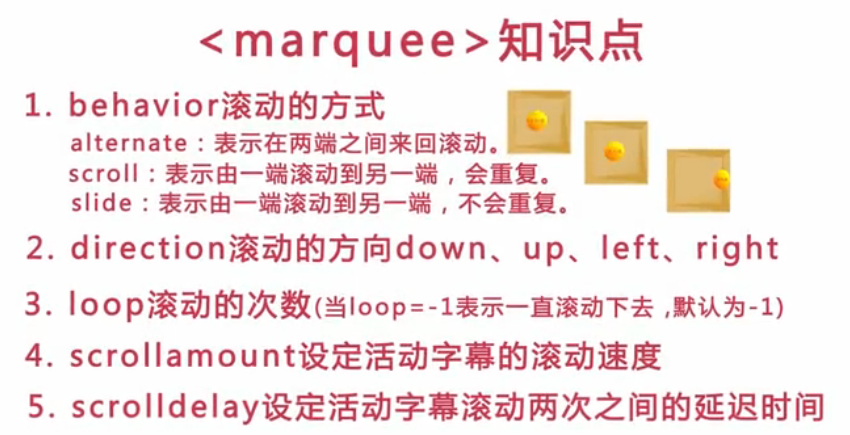 <marquee>知识点
1. behavior滚动的方式
alternate：表示在两端之间来回滚动。
scroll：表示由一端滚动到另一端，会重复。
slide：表示由一端滚动到另一端，不会重复。
2. direction滚动的方向down、up、left、right
3. loop滚动的次数(当loop=-1表示一直滚动下去 ,默认为-1)
4. scrollamount设定活动字幕的滚动速度
5. scrolldelay设定活动字幕滚动两次之间的延迟时间